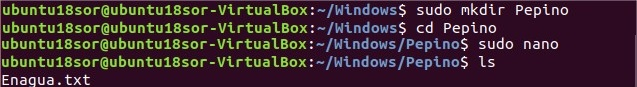 ubuntu18sor@ubuntu18sor-VirtualBox:~/Windows$ sudo mkdir Pepino
ubuntu18sor@ubuntu18sor-VirtualBox:~/Windows$ cd Pepino
ubuntu18sor@ubuntu18sor-VirtualBox:~/Windows/Pepino$ sudo nano
ubuntu18sor@ubuntu18sor-VirtualBox:~/Windows/Pepino$ ls
Enagua.txt